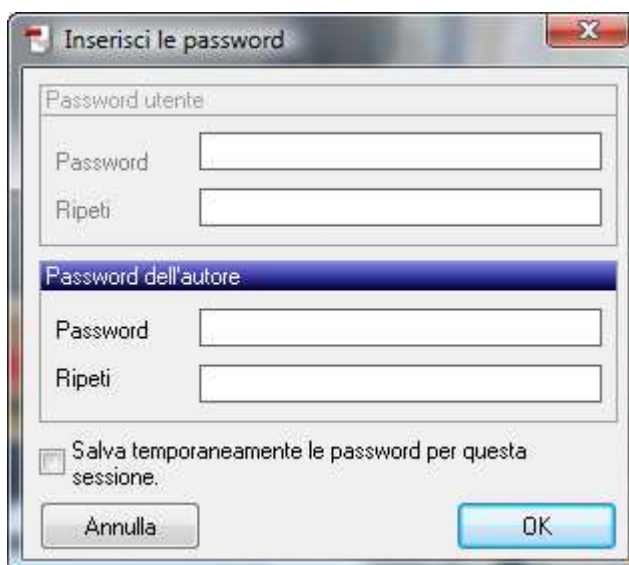 Inserisci le password
Password utente
Password
Ripeti
Password dell'autore
Password
Ripeti
Salva temporaneamente le password per questa
sessione.
Annulla
OK